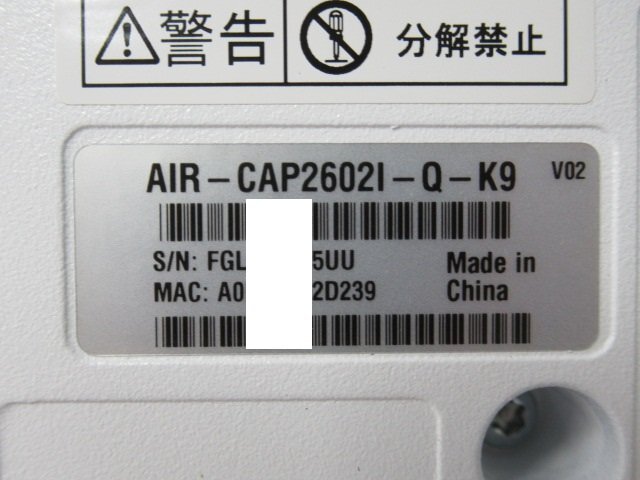 警告 分解禁止
AIR-CAP2602I-Q-K9 V02
S/N: FGL 5UU Made in
MAC: A0 2D239 China